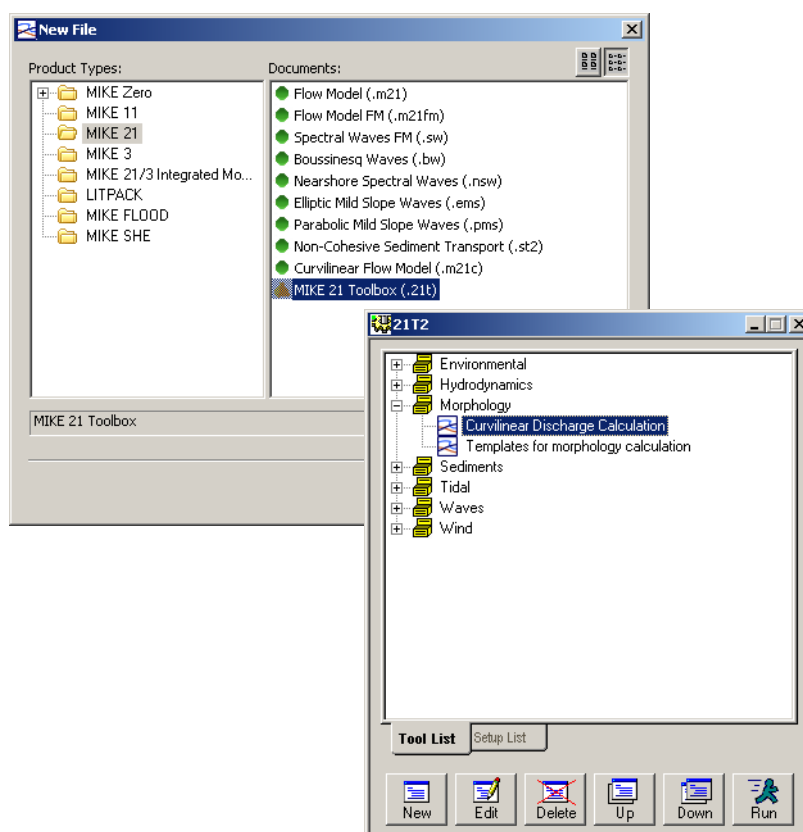 New File
Product Types:
Documents:
MIKE Zero
MIKE 11
MIKE 21
MIKE 3
MIKE 21/3 Integrated Mo...
LITPACK
MIKE FLOOD
MIKE SHE
Flow Model (.m21)
Flow Model FM (.m21fm)
Spectral Waves FM (.sw)
Boussinesq Waves (.bw)
Nearshore Spectral Waves (.nsw)
Elliptic Mild Slope Waves (.ems)
Parabolic Mild Slope Waves (.pms)
Non-Cohesive Sediment Transport (.st2)
Curvilinear Flow Model (.m21c)
MIKE 21 Toolbox (.21t)
MIKE 21 Toolbox
21T2
Environmental
Hydrodynamics
Morphology
Curvilinear Discharge Calculation
Templates for morphology calculation
Sediments
Tidal
Waves
Wind
Tool List
Setup List
New
Edit
Delete
Up
Down
Run